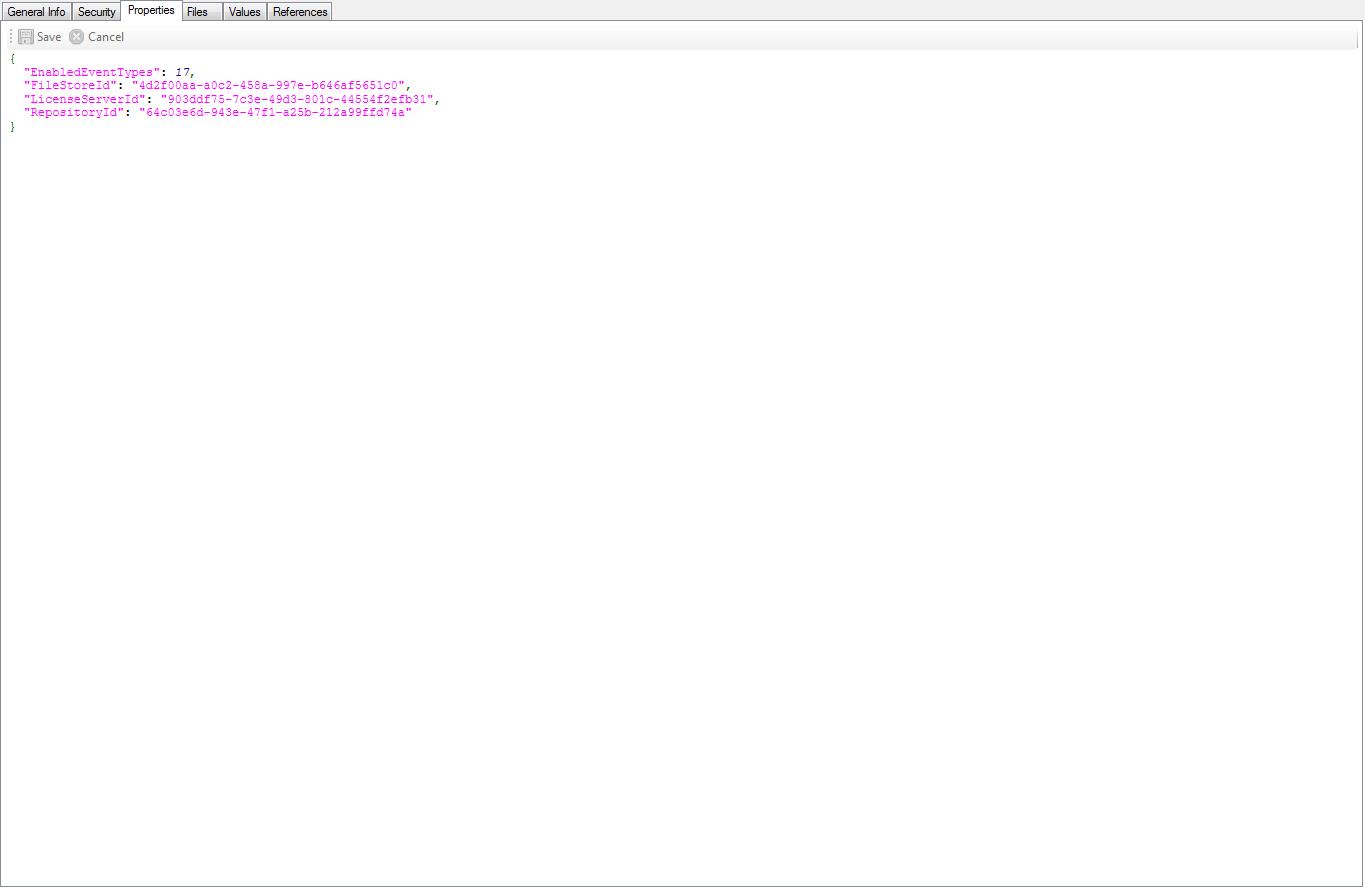 General Info Security Properties Files Values References
Save Cancel
{
"EnabledEventTypes": 17,
"FileStoreId": "4d2f00aa-a0c2-458a-997e-b646af5651c0",
"LicenseServerId": "903ddf75-7c3e-49d3-801c-44554f2efb31",
"RepositoryId": "64c03e6d-943e-47f1-a25b-212a99ffd74a"
}